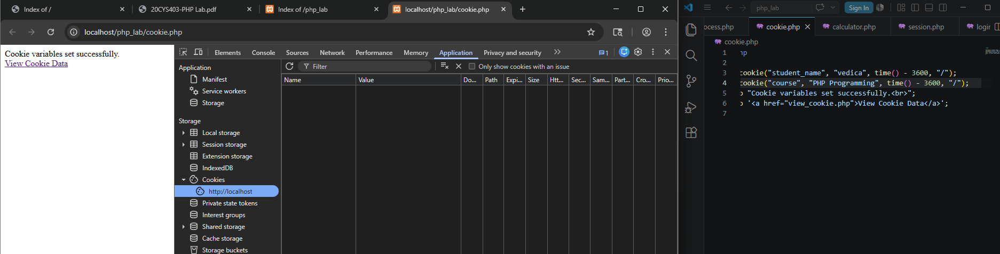 Index of /
20CYS403-PHP Lab.pdf
Index of /php_lab
localhost/php_lab/cookie.php
localhost/php_lab/cookie.php
Cookie variables set successfully.
View Cookie Data
Elements Console Sources Network Performance Memory Application Privacy and security 1
Application
Manifest
Service workers
Storage
Storage
Local storage
Session storage
Extension storage
IndexedDB
Cookies
http://localhost
Private state tokens
Interest groups
Shared storage
Cache storage
Storage buckets
Filter Only show cookies with an issue
Name Value Do... Path Expi... Size Htt... Sec... Sam... Part... Cro... Prio...
php_lab Sign In
ocess.php cookie.php calculator.php session.php login
cookie.php
1 hp
2
3 cookie("student_name", "vedica", time() - 3600, "/");
4 cookie("course", "PHP Programming", time() - 3600, "/");
5 o "Cookie variables set successfully.<br>";
6 o '<a href="view_cookie.php">View Cookie Data</a>';
7